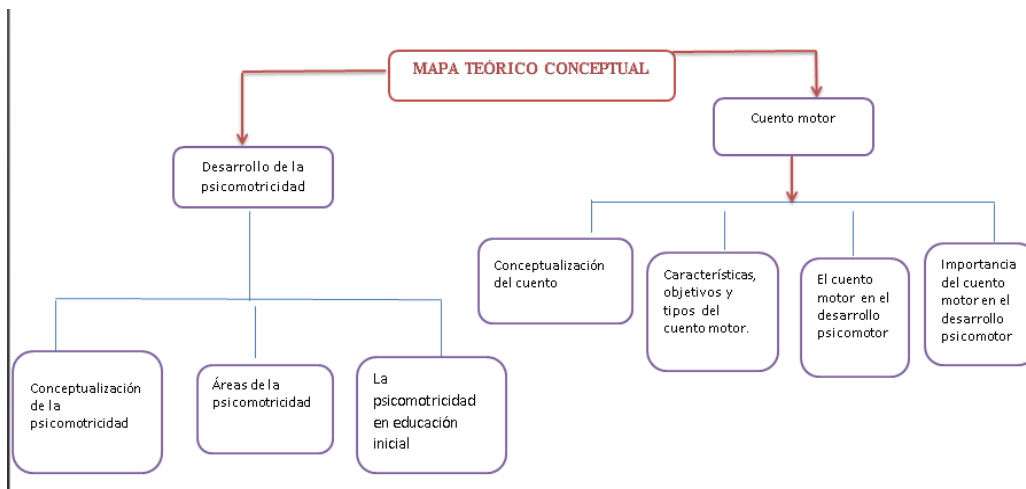 MAPA TEÓRICO CONCEPTUAL
Cuento motor
Desarrollo de la
psicomotricidad
Conceptualización
del cuento
Características,
objetivos y
tipos del
cuento motor.
El cuento
motor en el
desarrollo
psicomotor
Importancia
del cuento
motor en el
desarrollo
psicomotor
Conceptualización
de la
psicomotricidad
Áreas de la
psicomotricidad
La
psicomotricidad
en educación
inicial